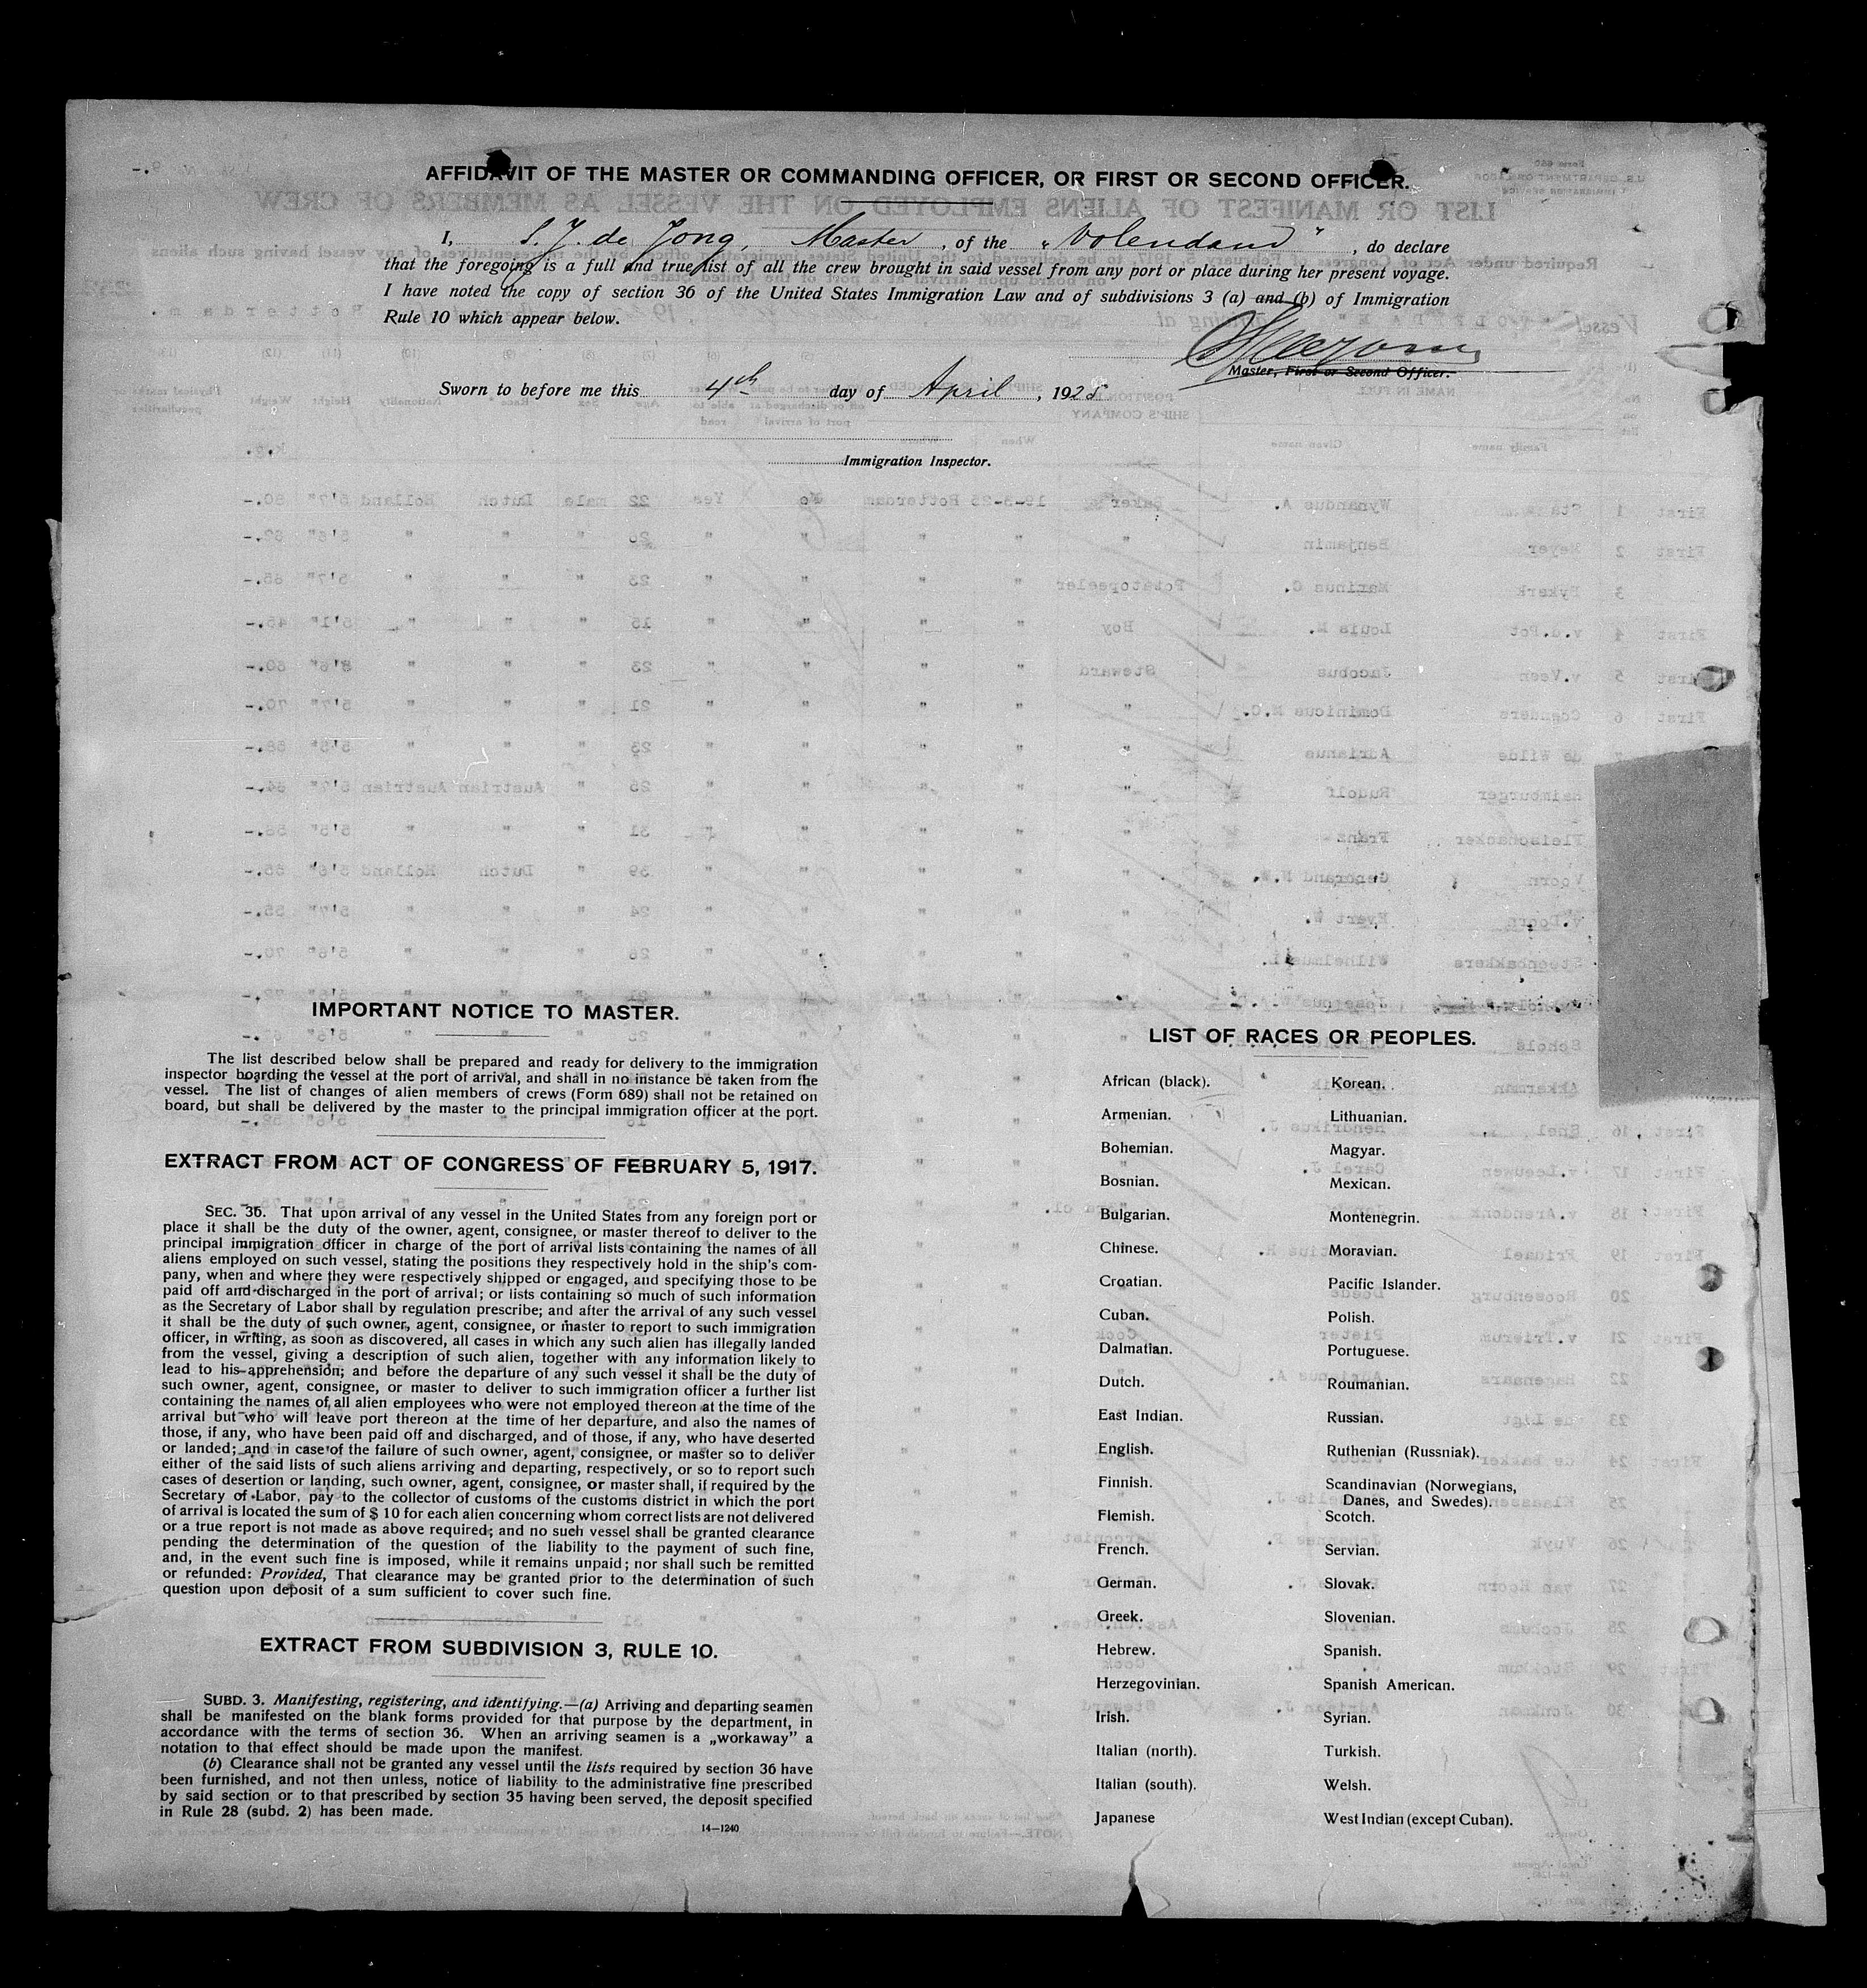 AFFIDAVIT OF THE MASTER OR COMMANDING OFFICER, OR FIRST OR SECOND OFFICER.
I, S. J. de Jong, Master, of the "Volendam", do declare
that the foregoing is a full and true list of all the crew brought in said vessel from any port or place during her present voyage.
I have noted the copy of section 36 of the United States Immigration Law and of subdivisions 3 (a) and (b) of Immigration
Rule 10 which appear below.
Master, First or Second Officer.
Sworn to before me this 4th day of April, 1925
Immigration Inspector.
IMPORTANT NOTICE TO MASTER.
The list described below shall be prepared and ready for delivery to the immigration
inspector boarding the vessel at the port of arrival, and shall in no instance be taken from the
vessel. The list of changes of alien members of crews (Form 689) shall not be retained on
board, but shall be delivered by the master to the principal immigration officer at the port.
EXTRACT FROM ACT OF CONGRESS OF FEBRUARY 5, 1917.
SEC. 36. That upon arrival of any vessel in the United States from any foreign port or
place it shall be the duty of the owner, agent, consignee, or master thereof to deliver to the
principal immigration officer in charge of the port of arrival lists containing the names of all
aliens employed on such vessel, stating the positions they respectively hold in the ship's com-
pany, when and where they were respectively shipped or engaged, and specifying those to be
paid off and discharged in the port of arrival; or lists containing so much of such information
as the Secretary of Labor shall by regulation prescribe; and after the arrival of any such vessel
it shall be the duty of such owner, agent, consignee, or master to report to such immigration
officer, in writing, as soon as discovered, all cases in which any such alien has illegally landed
from the vessel, giving a description of such alien, together with any information likely to
lead to his apprehension; and before the departure of any such vessel it shall be the duty of
such owner, agent, consignee, or master to deliver to such immigration officer a further list
containing the names of all alien employees who were not employed thereon at the time of the
arrival but who will leave port thereon at the time of her departure, and also the names of
those, if any, who have been paid off and discharged, and of those, if any, who have deserted
or landed; and in case of the failure of such owner, agent, consignee, or master so to deliver
either of the said lists of such aliens arriving and departing, respectively, or so to report such
cases of desertion or landing, such owner, agent, consignee, or master shall, if required by the
Secretary of Labor, pay to the collector of customs of the customs district in which the port
of arrival is located the sum of $ 10 for each alien concerning whom correct lists are not delivered
or a true report is not made as above required; and no such vessel shall be granted clearance
pending the determination of the question of the liability to the payment of such fine,
and, in the event such fine is imposed, while it remains unpaid; nor shall such be remitted
or refunded: Provided, That clearance may be granted prior to the determination of such
question upon deposit of a sum sufficient to cover such fine.
EXTRACT FROM SUBDIVISION 3, RULE 10.
SUBD. 3. Manifesting, registering, and identifying.—(a) Arriving and departing seamen
shall be manifested on the blank forms provided for that purpose by the department, in
accordance with the terms of section 36. When an arriving seamen is a „workaway" a
notation to that effect should be made upon the manifest.
(b) Clearance shall not be granted any vessel until the lists required by section 36 have
been furnished, and not then unless, notice of liability to the administrative fine prescribed
by said section or to that prescribed by section 35 having been served, the deposit specified
in Rule 28 (subd. 2) has been made.
14—1240
LIST OF RACES OR PEOPLES.
African (black).
Armenian.
Bohemian.
Bosnian.
Bulgarian.
Chinese.
Croatian.
Cuban.
Dalmatian.
Dutch.
East Indian.
English.
Finnish.
Flemish.
French.
German.
Greek.
Hebrew.
Herzegovinian.
Irish.
Italian (north).
Italian (south).
Japanese
Korean.
Lithuanian.
Magyar.
Mexican.
Montenegrin.
Moravian.
Pacific Islander.
Polish.
Portuguese.
Roumanian.
Russian.
Ruthenian (Russniak).
Scandinavian (Norwegians,
Danes, and Swedes).
Scotch.
Servian.
Slovak.
Slovenian.
Spanish.
Spanish American.
Syrian.
Turkish.
Welsh.
West Indian (except Cuban).